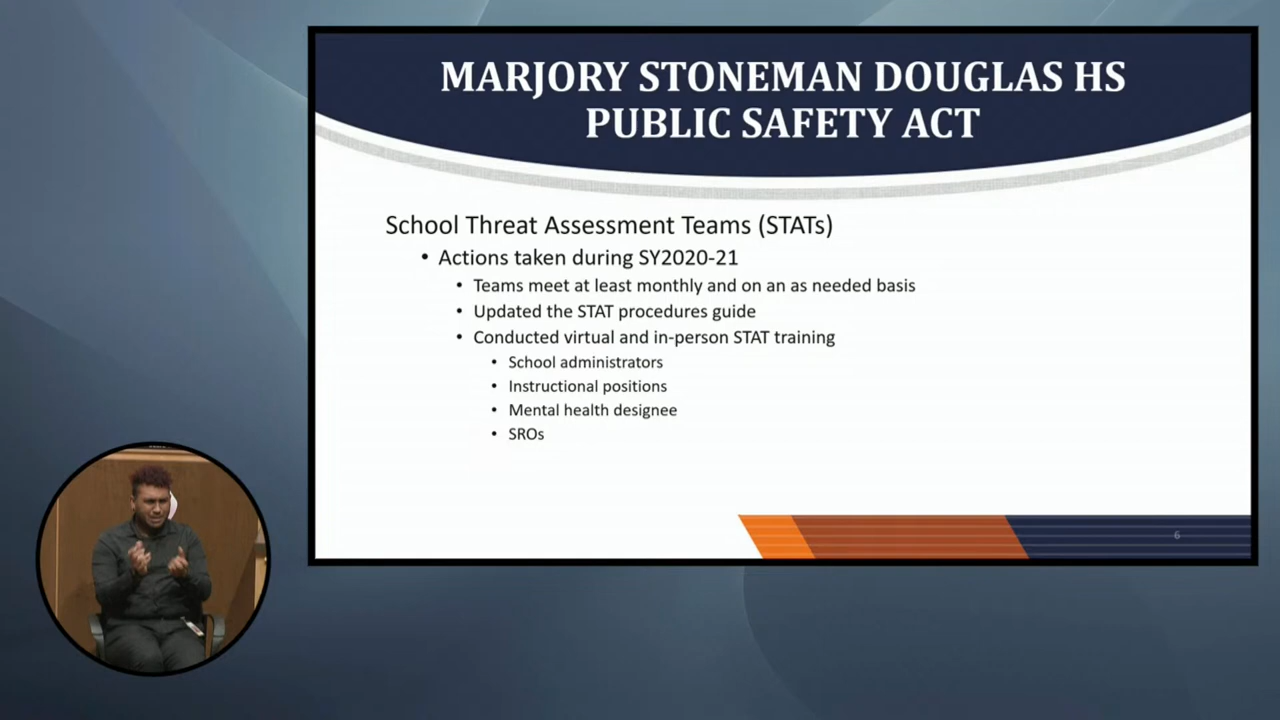 MARJORY STONEMAN DOUGLAS HS
PUBLIC SAFETY ACT
School Threat Assessment Teams (STATs)
• Actions taken during SY2020-21
• Teams meet at least monthly and on an as needed basis
• Updated the STAT procedures guide
• Conducted virtual and in-person STAT training
• School administrators
• Instructional positions
• Mental health designee
• SROs
6